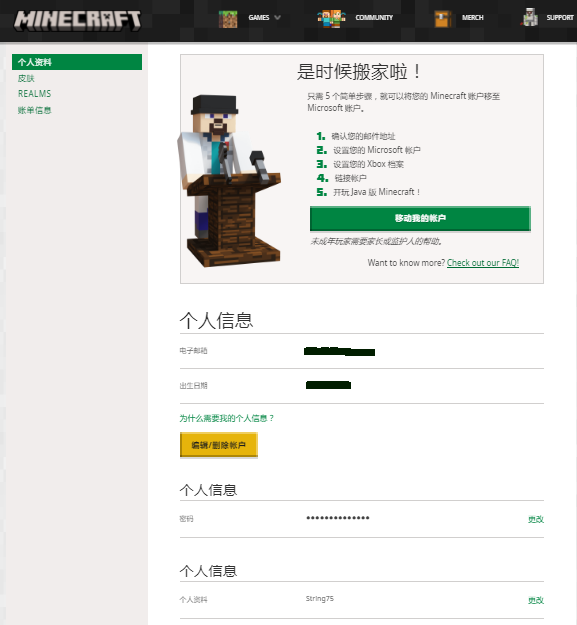 MINECRAFT
GAMES
COMMUNITY
MERCH
SUPPORT
个人资料
皮肤
REALMS
账单信息
是时候搬家啦！
只需 5 个简单步骤，就可以将您的 Minecraft 账户移至
Microsoft 账户。
1. 确认您的邮件地址
2. 设置您的 Microsoft 帐户
3. 设置您的 Xbox 档案
4. 链接帐户
5. 开玩 Java 版 Minecraft！
移动我的帐户
未成年玩家需要家长或监护人的帮助。
Want to know more? Check out our FAQ!
个人信息
电子邮箱
出生日期
为什么需要我的个人信息？
编辑/删除帐户
个人信息
密码 •••••••••••••• 更改
个人信息
个人资料 String75 更改